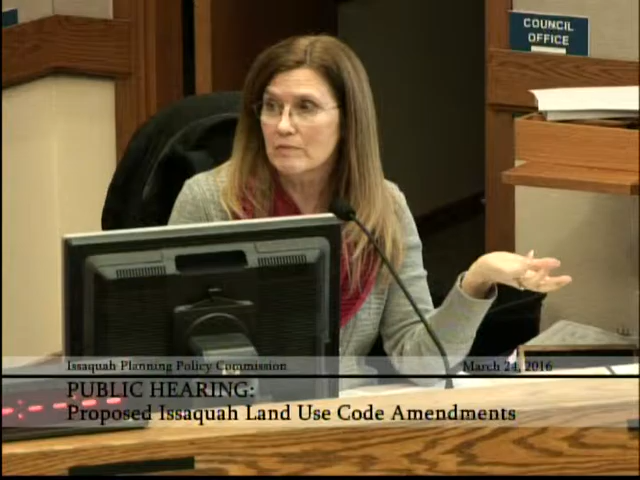 COUNCIL
OFFICE
Issaquah Planning Policy Commission
March 24, 2016
PUBLIC HEARING:
Proposed Issaquah Land Use Code Amendments